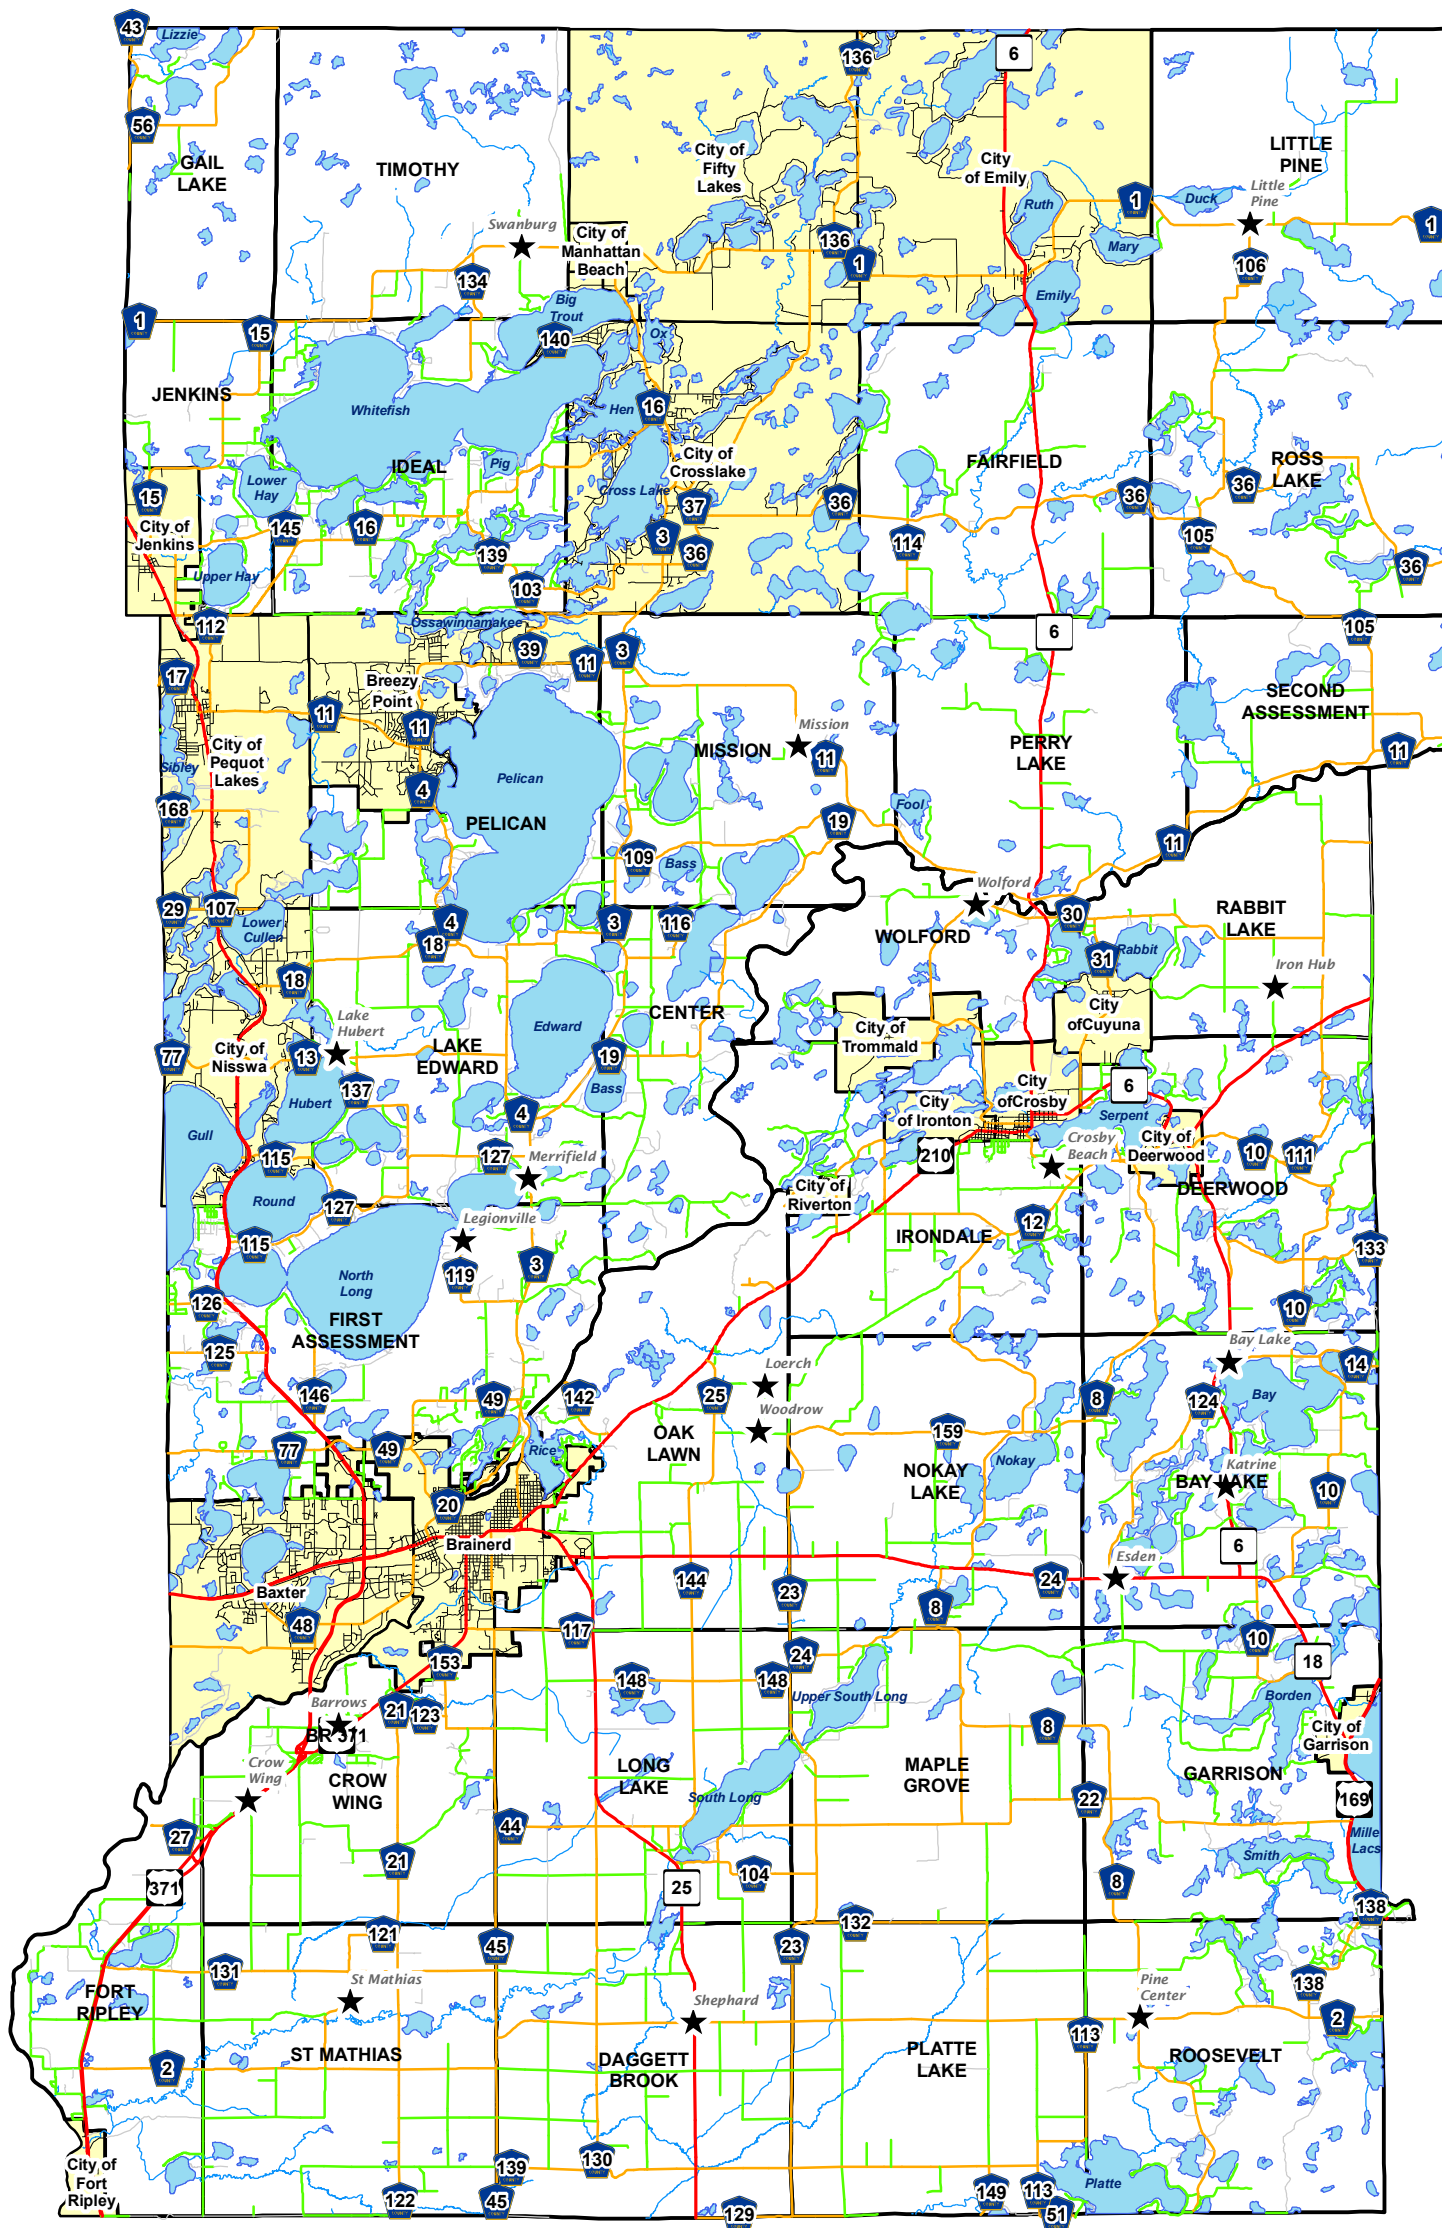 43
Lizzie
136
6
56
GAIL
LAKE
TIMOTHY
City of
Fifty
Lakes
City
of Emily
LITTLE
PINE
Little
Pine
Duck
1
1
Ruth
Mary
Swanburg
City of
Manhattan
Beach
136
1
106
134
Emily
Big
Trout
1
15
140
Ox
JENKINS
Whitefish
Hen
16
IDEAL
Pig
City of
Crosslake
FAIRFIELD
ROSS
LAKE
15
Lower
Hay
Cross Lake
37
36
36
36
City of
Jenkins
145
16
3
36
114
105
139
36
Upper Hay
103
112
Ossawinnamakee
6
105
39
11
3
17
Breezy
Point
SECOND
ASSESSMENT
11
11
City of
Pequot
Lakes
MISSION
Mission
11
PERRY
LAKE
11
Sibley
Pelican
4
168
PELICAN
Fool
19
11
109
Bass
Wolford
29
107
Lower
Cullen
4
18
3
116
WOLFORD
30
RABBIT
LAKE
31
Rabbit
Iron Hub
18
Lake
Hubert
Edward
CENTER
City
ofCuyuna
City of
Trommald
77
City of
Nisswa
13
LAKE
EDWARD
19
Bass
137
Hubert
City
ofCrosby
6
4
City
of Ironton
Serpent
Gull
115
127
Merrifield
210
Crosby
Beach
City of
Deerwood
10
111
Round
127
City of
Riverton
DEERWOOD
Legionville
12
IRONDALE
115
133
119
3
North
Long
126
FIRST
ASSESSMENT
10
125
Bay Lake
14
Loerch
146
49
142
25
8
124
Bay
Woodrow
77
49
Rice
OAK
LAWN
159
Nokay
NOKAY
LAKE
Katrine
BAY LAKE
10
20
Brainerd
6
Esden
Baxter
144
23
24
8
48
117
10
153
24
18
148
148
Upper South Long
Barrows
21
123
Borden
BR 371
8
City of
Garrison
Crow
Wing
CROW
WING
LONG
LAKE
MAPLE
GROVE
GARRISON
South Long
22
169
27
44
Mille
Lacs
21
Smith
104
371
25
8
138
121
132
45
23
131
138
St Mathias
Pine
Center
FORT
RIPLEY
Shephard
2
113
2
ST MATHIAS
DAGGETT
BROOK
PLATTE
LAKE
ROOSEVELT
City of
Fort
Ripley
139
130
Platte
122
45
129
149
113
51